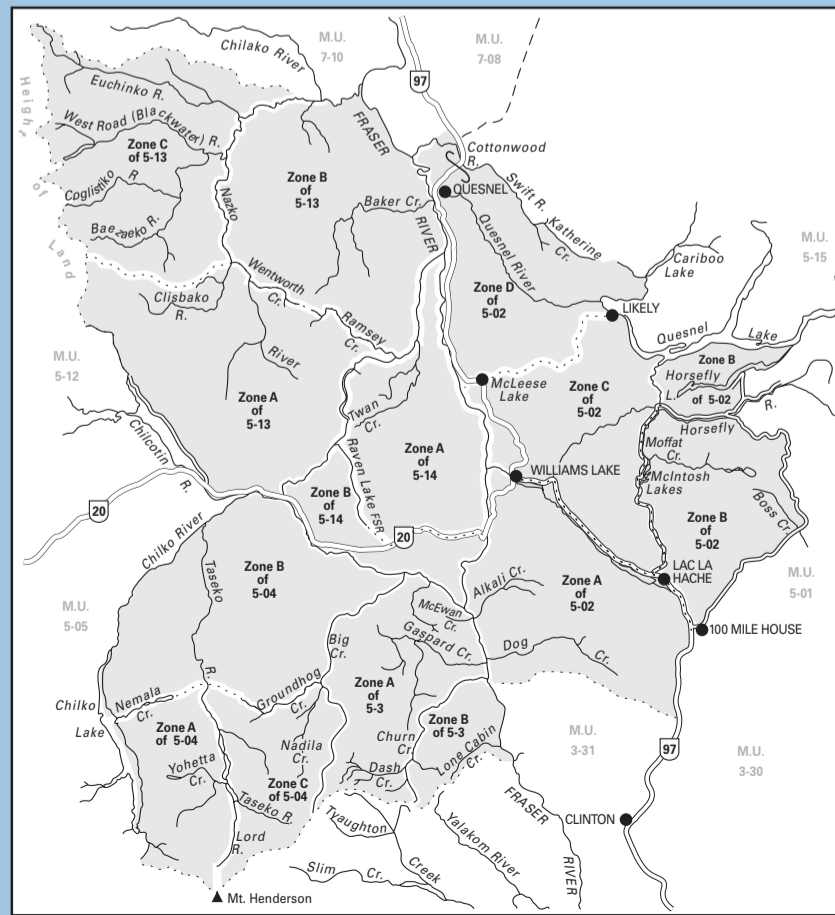 M.U.
7-10
M.U.
7-08
Chilako River
97
Height
of
Land
Euchinko R.
West Road (Blackwater) R.
Zone C
of 5-13
Coglistiko R
Baezaeko R.
Nazko
Zone B
of
5-13
FRASER
RIVER
Baker Cr.
Cottonwood
R.
QUESNEL
Swift R.
Katherine
Cr.
Quesnel River
Cariboo
Lake
M.U.
5-15
Zone D
of
5-02
LIKELY
Quesnel
Lake
Wentworth
Cr.
Clisbako
R.
Ramsey
Cr.
River
M.U.
5-12
Zone A
of
5-13
McLeese
Lake
Zone C
of
5-02
Zone B
of 5-02
Horsefly
L.
Horsefly
R.
Twan
Cr.
Raven Lake FSR
Zone A
of
5-14
Moffat
Cr.
McIntosh
Lakes
Boss Cr
Chilcotin
R.
WILLIAMS LAKE
Zone B
of
5-14
20
20
Zone B
of
5-02
Chilko River
Taseko
R.
Zone B
of
5-04
LAC LA
HACHE
M.U.
5-01
M.U.
5-05
Alkali Cr.
Zone A
of
5-02
McEwan
Cr.
Gaspard Cr.
Dog
Cr.
100 MILE HOUSE
Big
Cr.
Groundhog
Cr.
Zone A
of
5-3
Chilko
Lake
Nemala
Cr.
Zone A
of 5-04
Yohetta
Cr.
Nadila
Cr.
Zone C
of 5-04
Churn
Cr.
Zone B
of 5-3
Lone Cabin
Cr.
Dash
Cr.
M.U.
3-31
97
M.U.
3-30
Taseko R.
Lord
R.
Tyaughton
Creek
Yalakom River
FRASER
RIVER
CLINTON
Slim
Cr.
Mt. Henderson